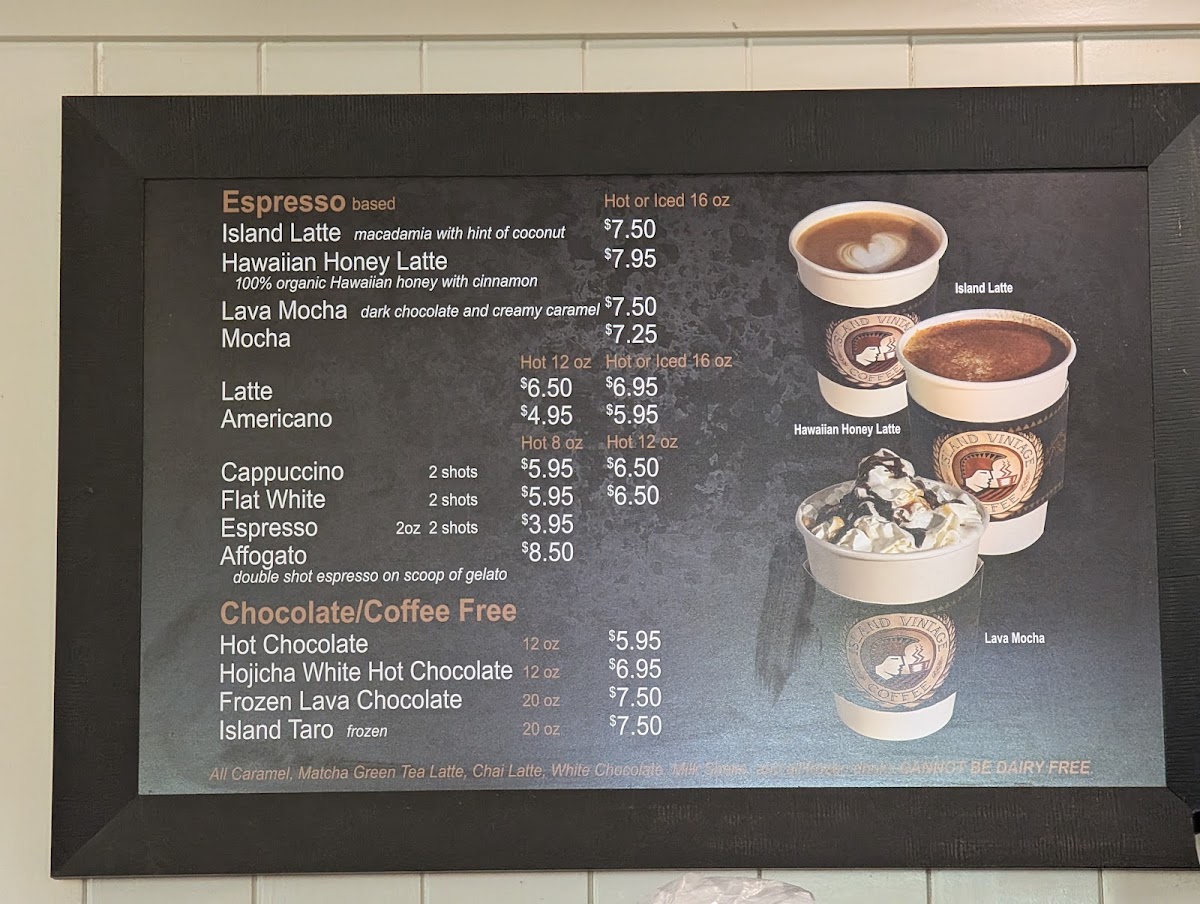 Espresso based Hot or Iced 16 oz
Island Latte macadamia with hint of coconut $7.50
Hawaiian Honey Latte $7.95
100% organic Hawaiian honey with cinnamon
Lava Mocha dark chocolate and creamy caramel $7.50
Mocha $7.25
Hot 12 oz Hot or Iced 16 oz
Latte $6.50 $6.95
Americano $4.95 $5.95
Hot 8 oz Hot 12 oz
Cappuccino 2 shots $5.95 $6.50
Flat White 2 shots $5.95 $6.50
Espresso 2oz 2 shots $3.95
Affogato $8.50
double shot espresso on scoop of gelato
Chocolate/Coffee Free
Hot Chocolate 12 oz $5.95
Hojicha White Hot Chocolate 12 oz $6.95
Frozen Lava Chocolate 20 oz $7.50
Island Taro frozen 20 oz $7.50
All Caramel, Matcha Green Tea Latte, Chai Latte, White Chocolate, Milk CANNOT BE DAIRY FREE
Island Latte
ISLAND VINTAGE
COFFEE
Hawaiian Honey Latte
ISLAND VINTAGE
COFFEE
Lava Mocha
ISLAND VINTAGE
COFFEE